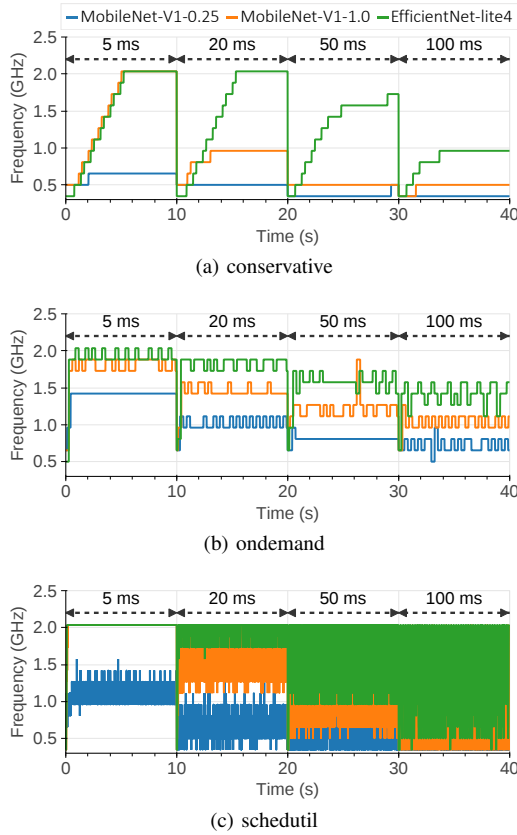 MobileNet-V1-0.25 MobileNet-V1-1.0 EfficientNet-lite4
5 ms 20 ms 50 ms 100 ms
Frequency (GHz)
2.5
2.0
1.5
1.0
0.5
0 10 20 30 40
Time (s)
(a) conservative
5 ms 20 ms 50 ms 100 ms
Frequency (GHz)
2.5
2.0
1.5
1.0
0.5
0 10 20 30 40
Time (s)
(b) ondemand
5 ms 20 ms 50 ms 100 ms
Frequency (GHz)
2.5
2.0
1.5
1.0
0.5
0 10 20 30 40
Time (s)
(c) schedutil